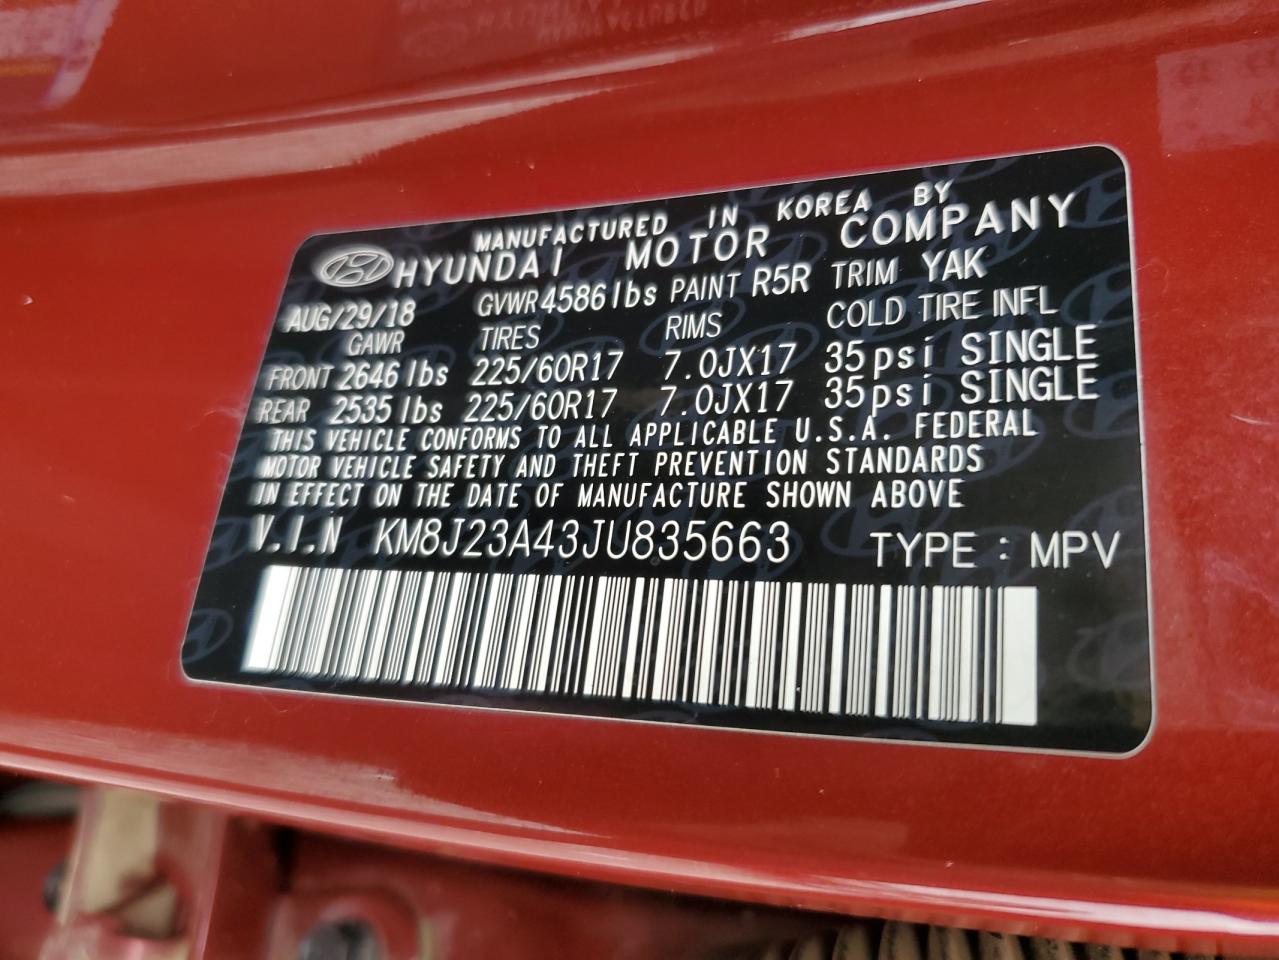 MANUFACTURED IN KOREA BY
HYUNDAI MOTOR COMPANY
AUG/29/18 GVWR 4586 lbs PAINT R5R TRIM YAK
GAWR TIRES RIMS COLD TIRE INFL
FRONT 2646 lbs 225/60R17 7.0JX17 35psi SINGLE
REAR 2535 lbs 225/60R17 7.0JX17 35psi SINGLE
THIS VEHICLE CONFORMS TO ALL APPLICABLE U.S.A. FEDERAL
MOTOR VEHICLE SAFETY AND THEFT PREVENTION STANDARDS
IN EFFECT ON THE DATE OF MANUFACTURE SHOWN ABOVE
V.I.N KM8J23A43JU835663 TYPE : MPV